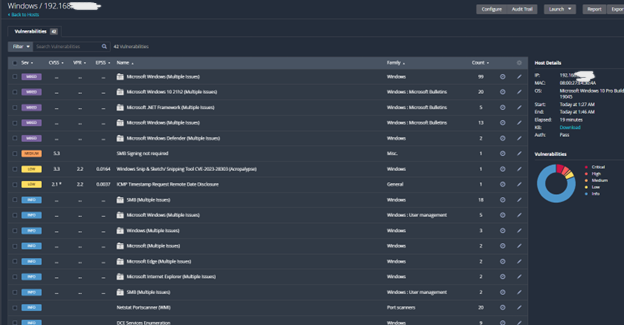 Windows / 192.168
Configure Audit Trail Launch Report Export
< Back to Hosts
Vulnerabilities 42
Filter Search Vulnerabilities 42 Vulnerabilities
Sev CVSS VPR EPSS Name Family Count
MIXED ... ... ... Microsoft Windows (Multiple Issues) Windows 99
MIXED ... ... ... Microsoft Windows 10 21H2 (Multiple Issues) Windows : Microsoft Bulletins 20
MIXED ... ... ... Microsoft .NET Framework (Multiple Issues) Windows : Microsoft Bulletins 5
MIXED ... ... ... Microsoft Windows (Multiple Issues) Windows : Microsoft Bulletins 13
MIXED ... ... ... Microsoft Windows Defender (Multiple Issues) Windows 2
MEDIUM 5.3 SMB Signing not required Misc. 1
LOW 3.3 2.2 0.0164 Windows Snip & Sketch/ Snipping Tool CVE-2023-28303 (Acropalypse) Windows 1
LOW 2.1 * 2.2 0.0037 ICMP Timestamp Request Remote Date Disclosure General 1
INFO ... ... ... SMB (Multiple Issues) Windows 18
INFO ... ... ... Microsoft Windows (Multiple Issues) Windows : User management 5
INFO ... ... ... Windows (Multiple Issues) Windows 3
INFO ... ... ... Microsoft (Multiple Issues) Windows 2
INFO ... ... ... Microsoft Edge (Multiple Issues) Windows 2
INFO ... ... ... Microsoft Internet Explorer (Multiple Issues) Windows 2
INFO ... ... ... SMB (Multiple Issues) Windows : User management 2
INFO Netstat Portscanner (WMI) Port scanners 20
INFO DCE Services Enumeration Windows 9
Host Details
IP: 192.168
MAC:
OS: Microsoft Windows 10 Pro Build
19045
Start: Today at 1:27 AM
End: Today at 1:46 AM
Elapsed: 19 minutes
KB: Download
Auth: Pass
Vulnerabilities
Critical
High
Medium
Low
Info